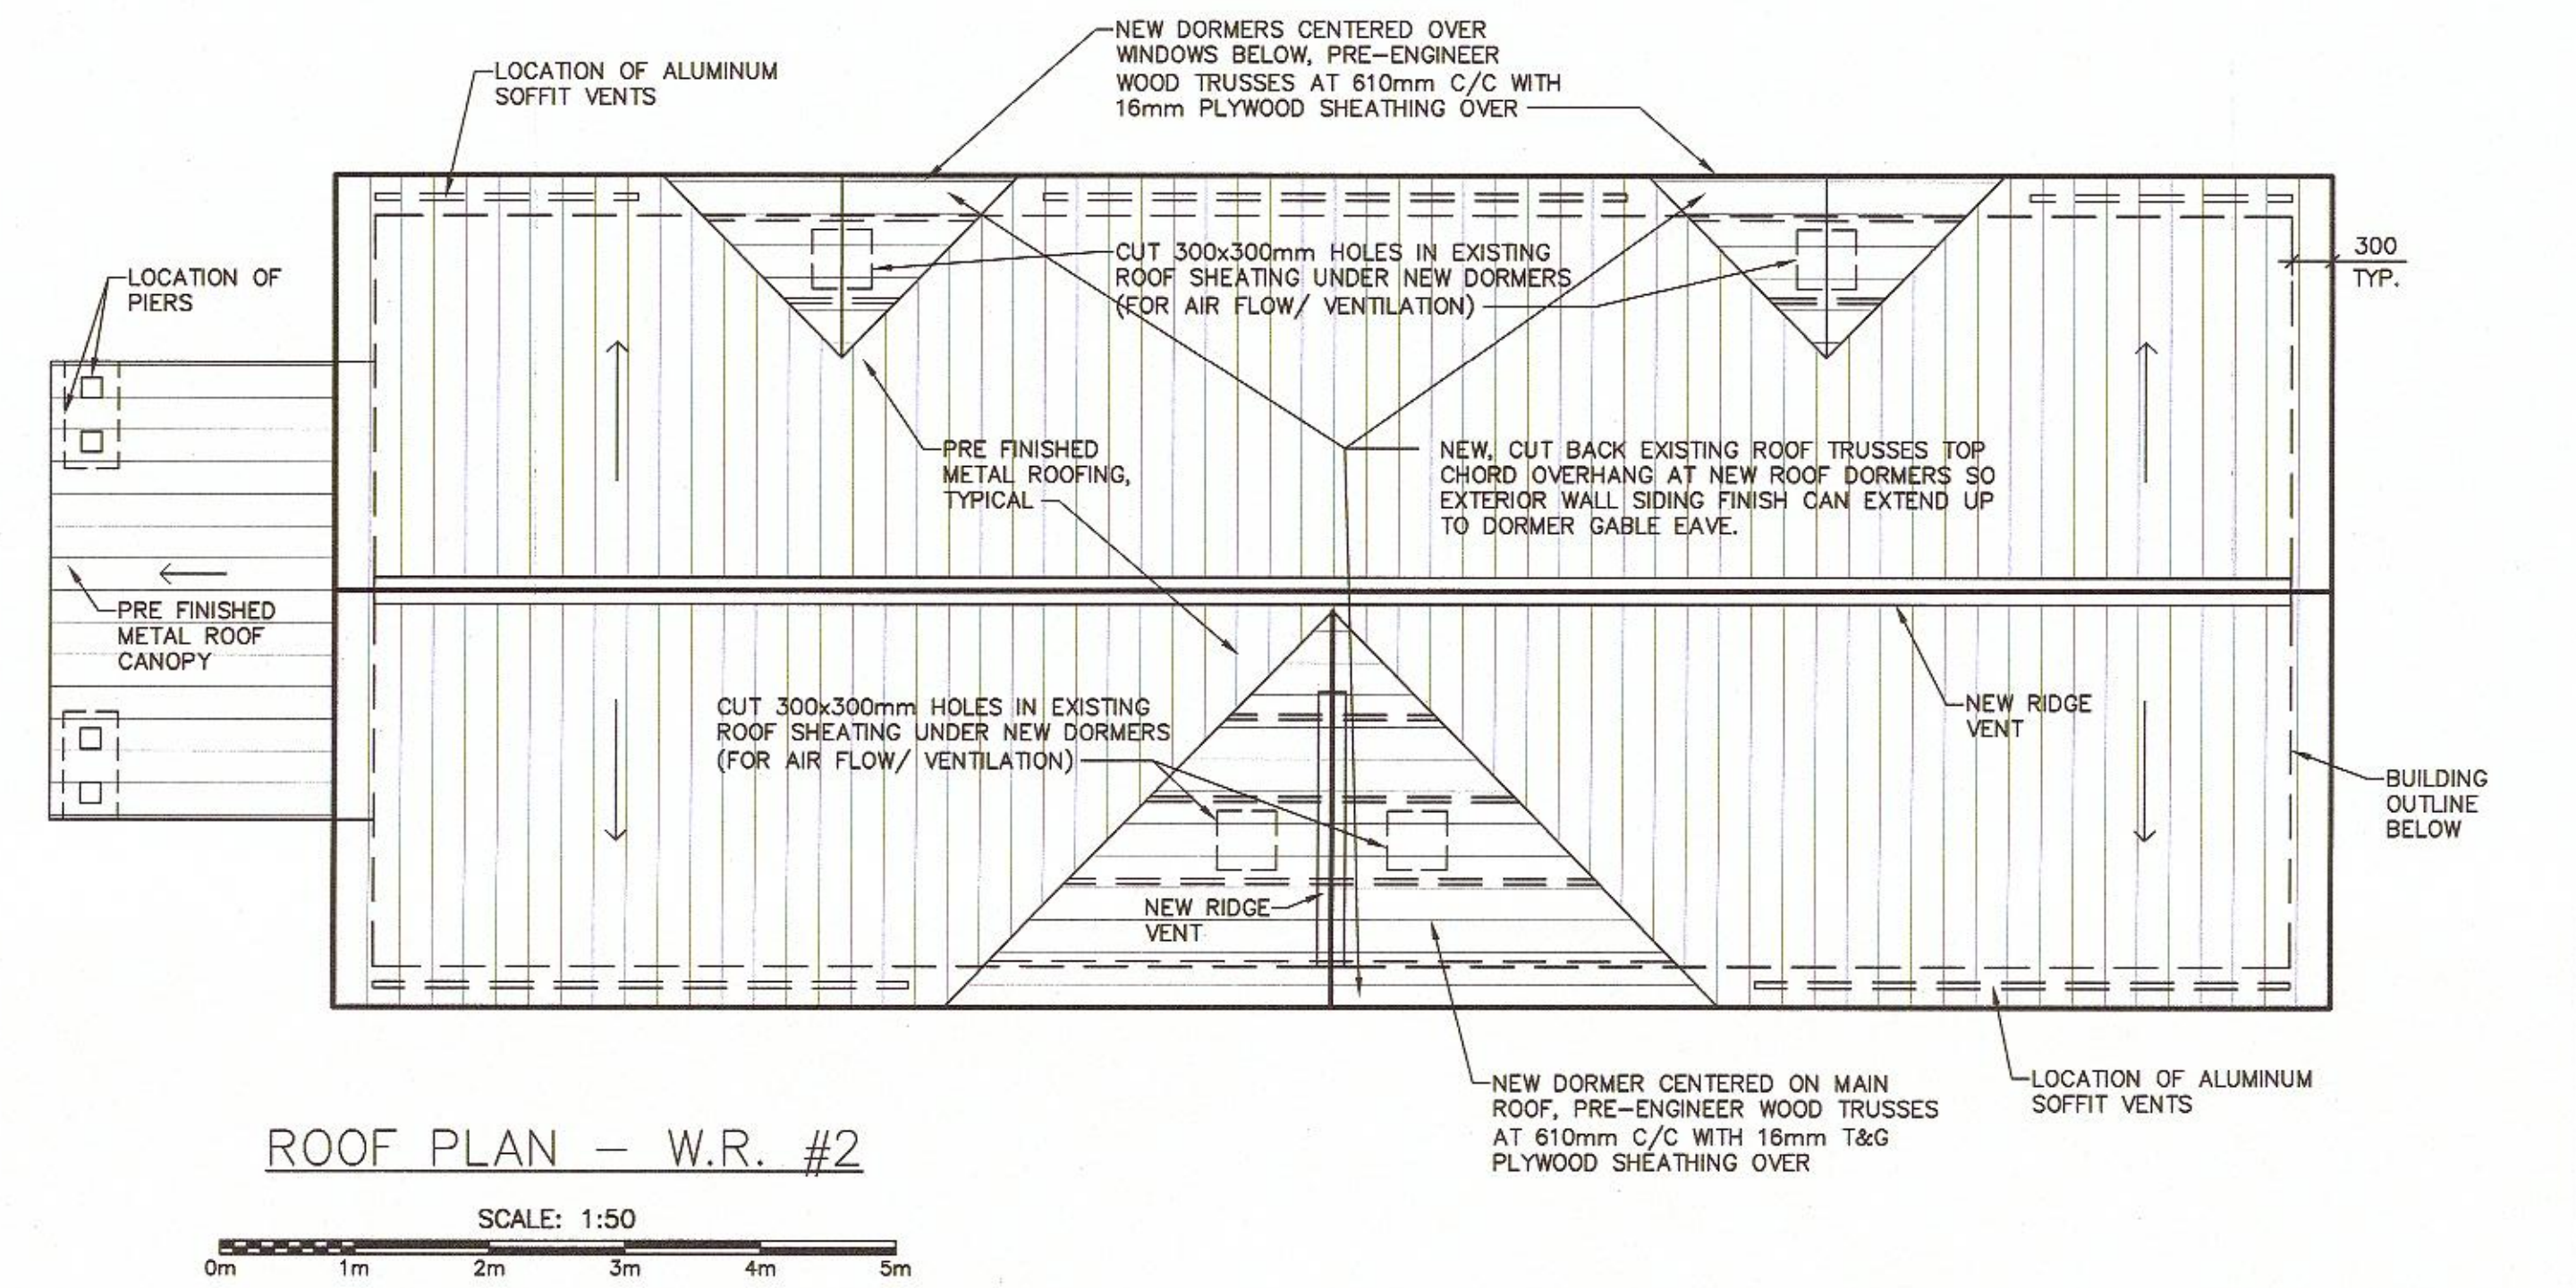 NEW DORMERS CENTERED OVER
WINDOWS BELOW, PRE-ENGINEER
WOOD TRUSSES AT 610mm C/C WITH
16mm PLYWOOD SHEATHING OVER
LOCATION OF ALUMINUM
SOFFIT VENTS
LOCATION OF
PIERS
CUT 300x300mm HOLES IN EXISTING
ROOF SHEATING UNDER NEW DORMERS
(FOR AIR FLOW/ VENTILATION)
300
TYP.
PRE FINISHED
METAL ROOFING,
TYPICAL
NEW, CUT BACK EXISTING ROOF TRUSSES TOP
CHORD OVERHANG AT NEW ROOF DORMERS SO
EXTERIOR WALL SIDING FINISH CAN EXTEND UP
TO DORMER GABLE EAVE.
PRE FINISHED
METAL ROOF
CANOPY
CUT 300x300mm HOLES IN EXISTING
ROOF SHEATING UNDER NEW DORMERS
(FOR AIR FLOW/ VENTILATION)
NEW RIDGE
VENT
BUILDING
OUTLINE
BELOW
NEW RIDGE
VENT
NEW DORMER CENTERED ON MAIN
ROOF, PRE-ENGINEER WOOD TRUSSES
AT 610mm C/C WITH 16mm T&G
PLYWOOD SHEATHING OVER
LOCATION OF ALUMINUM
SOFFIT VENTS
ROOF PLAN - W.R. #2
SCALE: 1:50
0m 1m 2m 3m 4m 5m